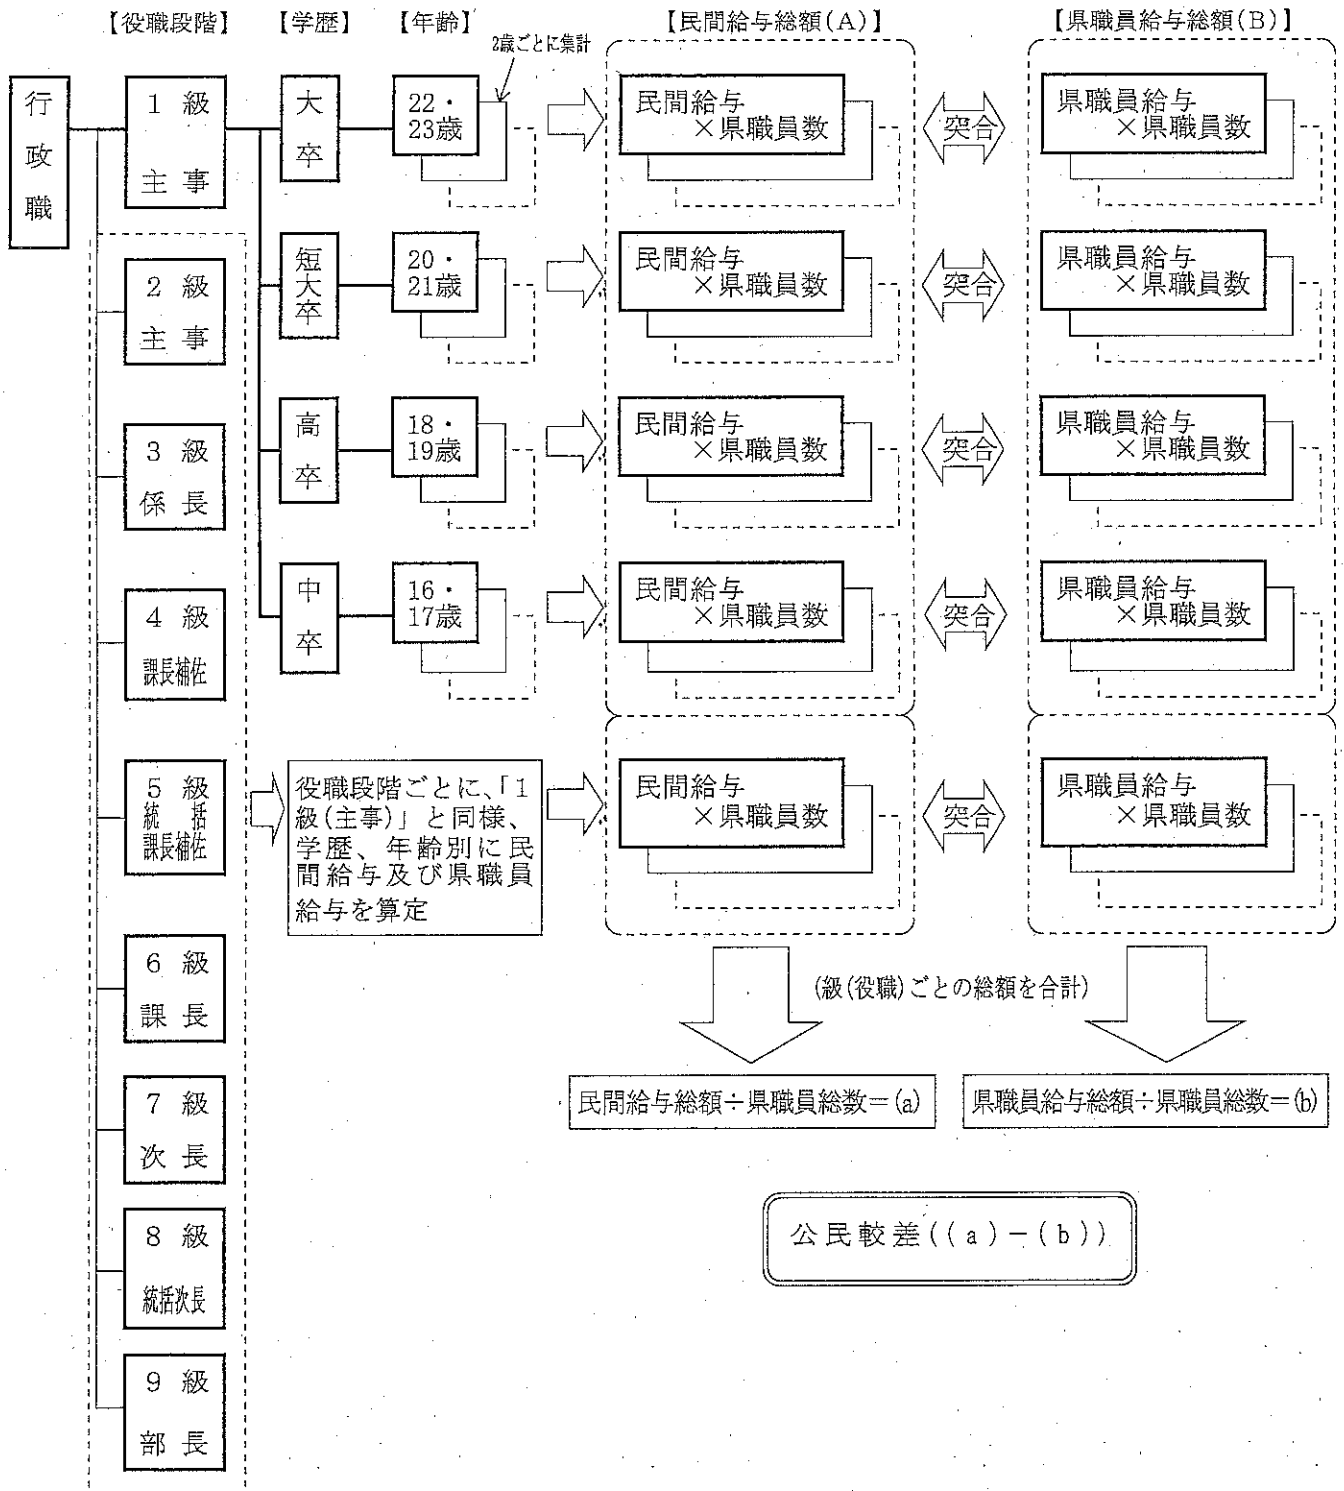 【役職段階】 【学歴】 【年齢】 【民間給与総額(A)】 【県職員給与総額(B)】
2歳ごとに集計
行政職
1 級
主 事
大卒
22・
23歳
民間給与
×県職員数
突合
県職員給与
×県職員数
短大卒
20・
21歳
民間給与
×県職員数
突合
県職員給与
×県職員数
高卒
18・
19歳
民間給与
×県職員数
突合
県職員給与
×県職員数
中卒
16・
17歳
民間給与
×県職員数
突合
県職員給与
×県職員数
2 級
主 事
3 級
係 長
4 級
課長補佐
5 級
統 括
課長補佐
役職段階ごとに、「1
級(主事)」と同様、
学歴、年齢別に民
間給与及び県職員
給与を算定
民間給与
×県職員数
突合
県職員給与
×県職員数
6 級
課 長
7 級
次 長
8 級
統括次長
9 級
部 長
(級(役職)ごとの総額を合計)
民間給与総額÷県職員総数=(a)
県職員給与総額÷県職員総数=(b)
公民較差((a)-(b))